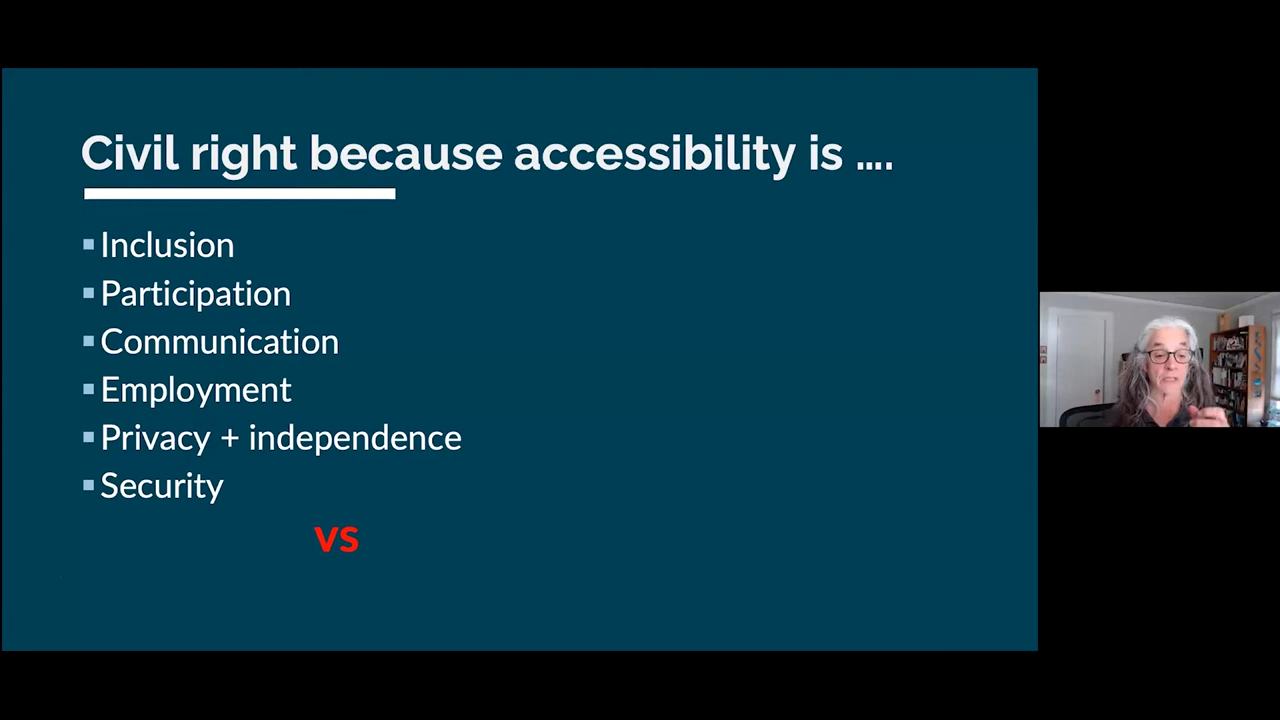 Civil right because accessibility is ....
Inclusion
Participation
Communication
Employment
Privacy + independence
Security
vs